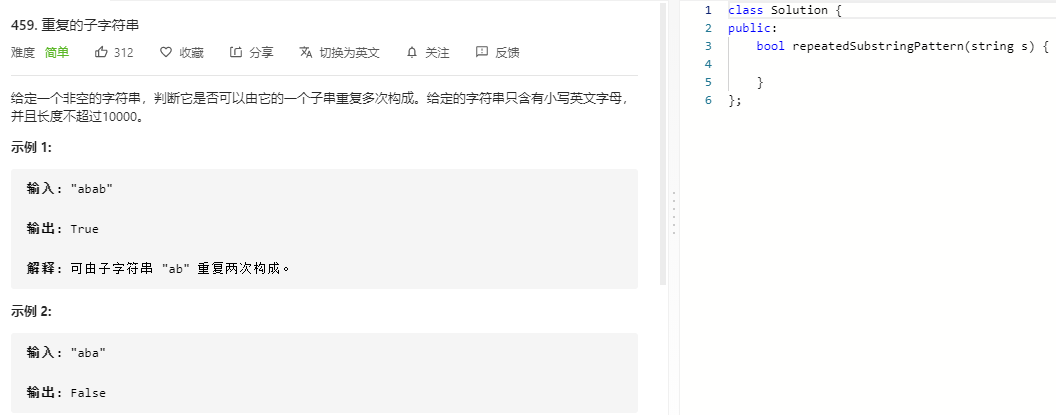 459. 重复的子字符串
难度 简单 312 收藏 分享 切换为英文 关注 反馈
给定一个非空的字符串，判断它是否可以由它的一个子串重复多次构成。给定的字符串只含有小写英文字母，
并且长度不超过10000。
示例 1:
输入: "abab"
输出: True
解释: 可由子字符串 "ab" 重复两次构成。
示例 2:
输入: "aba"
输出: False
1 class Solution {
2 public:
3     bool repeatedSubstringPattern(string s) {
4
5     }
6 };